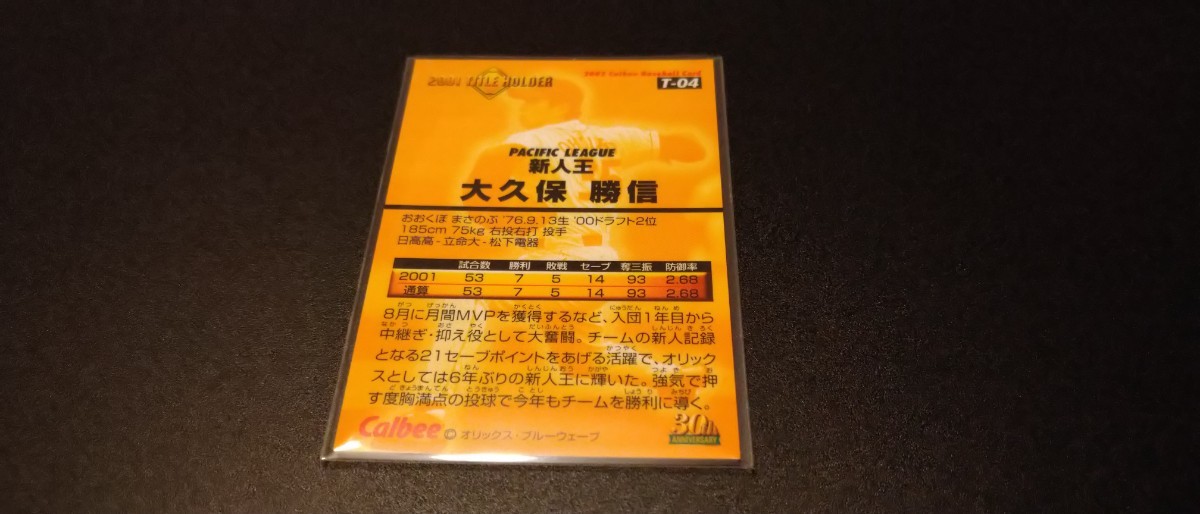 2001 TITLE HOLDER
2002 Calbee Baseball Card
T-04
PACIFIC LEAGUE
新人王
大久保 勝信
おおくぼ まさのぶ '76.9.13生 '00ドラフト2位
185cm 75kg 右投右打 投手
日高高-立命大-松下電器
試合数 勝利 敗戦 セーブ 奪三振 防御率
2001 53 7 5 14 93 2.68
通算 53 7 5 14 93 2.68
8月に月間MVPを獲得するなど、入団1年目から
中継ぎ・抑え役として大奮闘。チームの新人記録
となる21セーブポイントをあげる活躍で、オリック
スとしては6年ぶりの新人王に輝いた。強気で押
す度胸満点の投球で今年もチームを勝利に導く。
Calbee © オリックス・ブルーウェーブ
30th
ANNIVERSARY